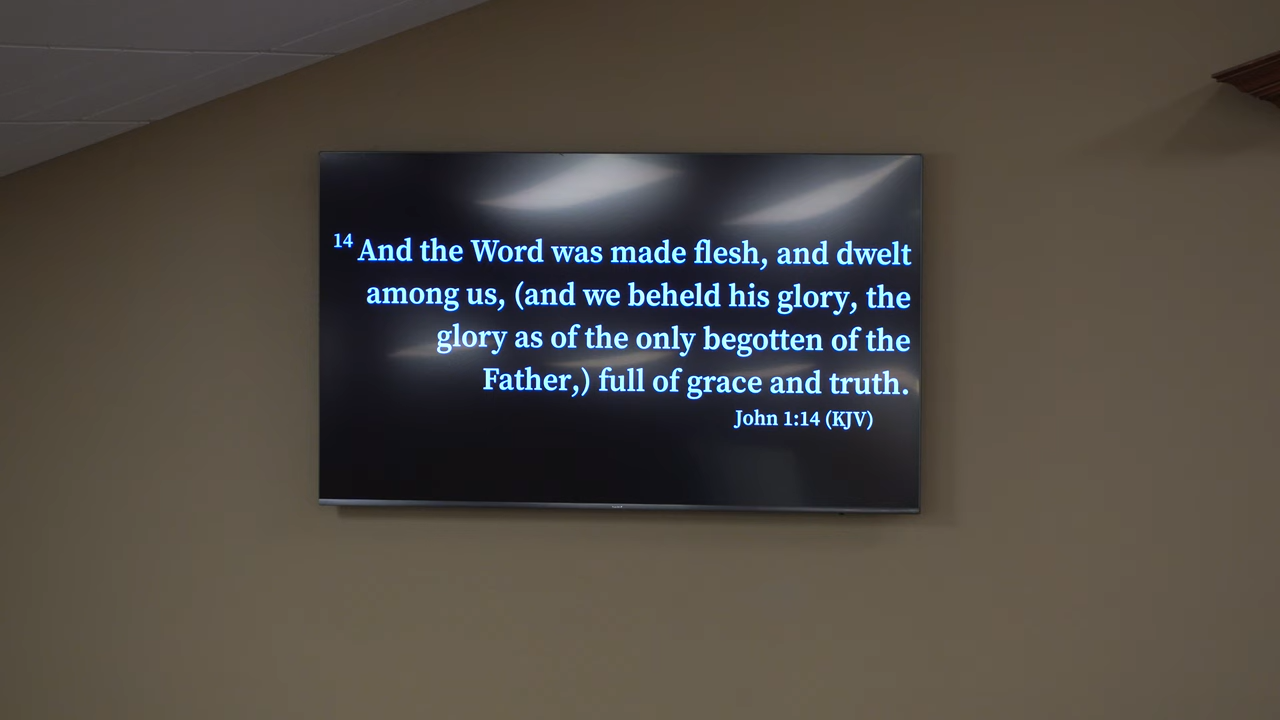 14 And the Word was made flesh, and dwelt
among us, (and we beheld his glory, the
glory as of the only begotten of the
Father,) full of grace and truth.
John 1:14 (KJV)